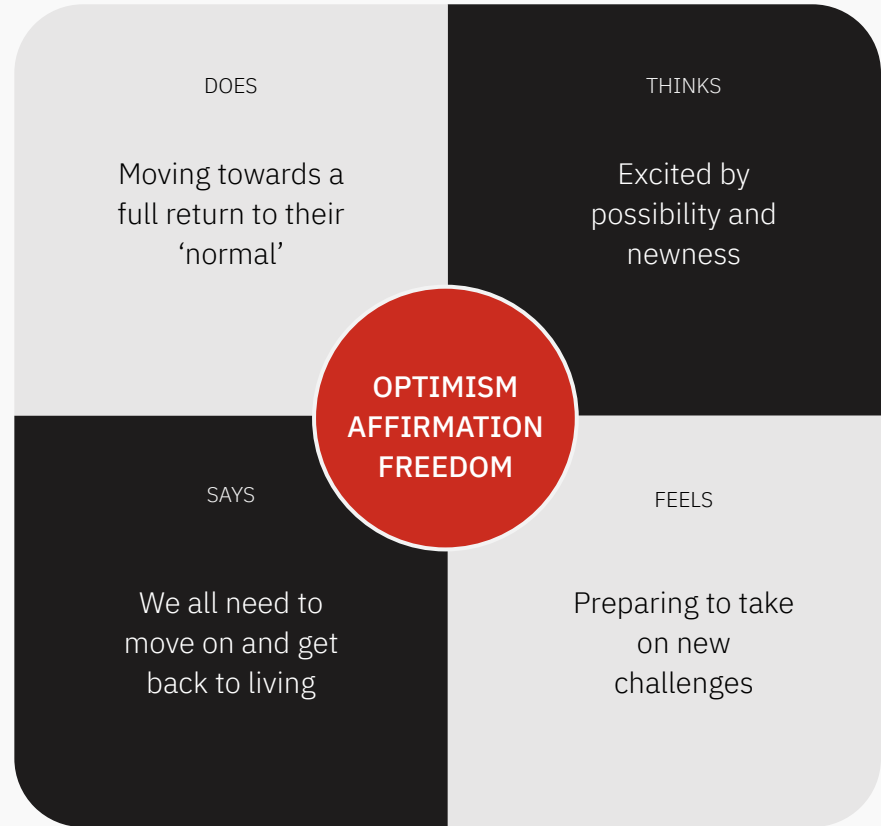 DOES
Moving towards a
full return to their
‘normal’
THINKS
Excited by
possibility and
newness
OPTIMISM
AFFIRMATION
FREEDOM
SAYS
We all need to
move on and get
back to living
FEELS
Preparing to take
on new
challenges